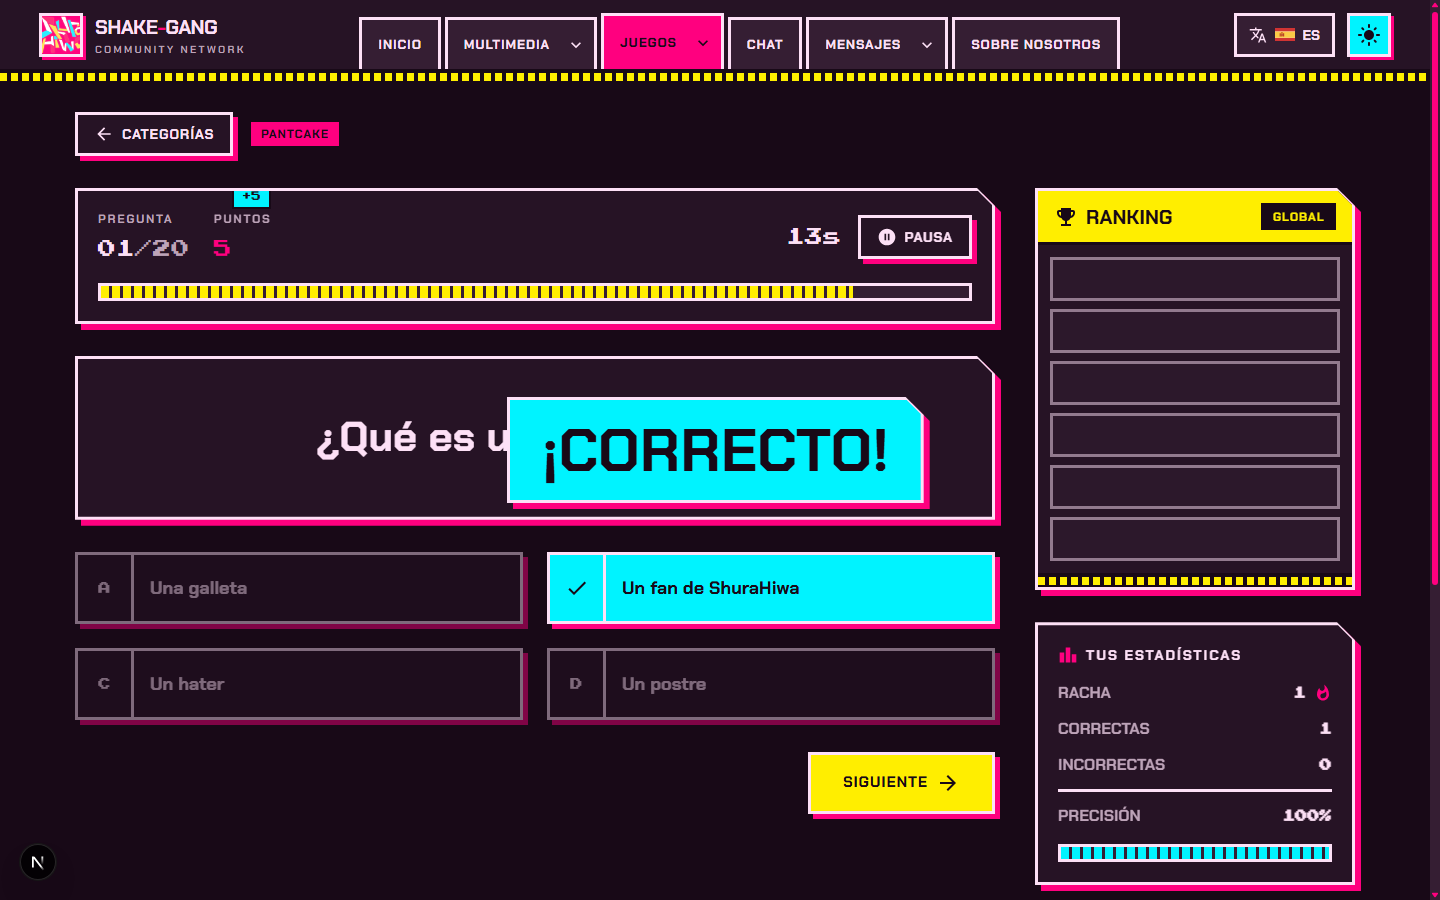 SHAKE-GANG
COMMUNITY NETWORK
INICIO
MULTIMEDIA
JUEGOS
CHAT
MENSAJES
SOBRE NOSOTROS
ES
CATEGORÍAS
PANTCAKE
+5
PREGUNTA
PUNTOS
01/20
5
13s
PAUSA
¿Qué es u
¡CORRECTO!
A
Una galleta
Un fan de ShuraHiwa
C
Un hater
D
Un postre
SIGUIENTE
RANKING
GLOBAL
TUS ESTADÍSTICAS
RACHA
1
CORRECTAS
1
INCORRECTAS
0
PRECISIÓN
100%
N